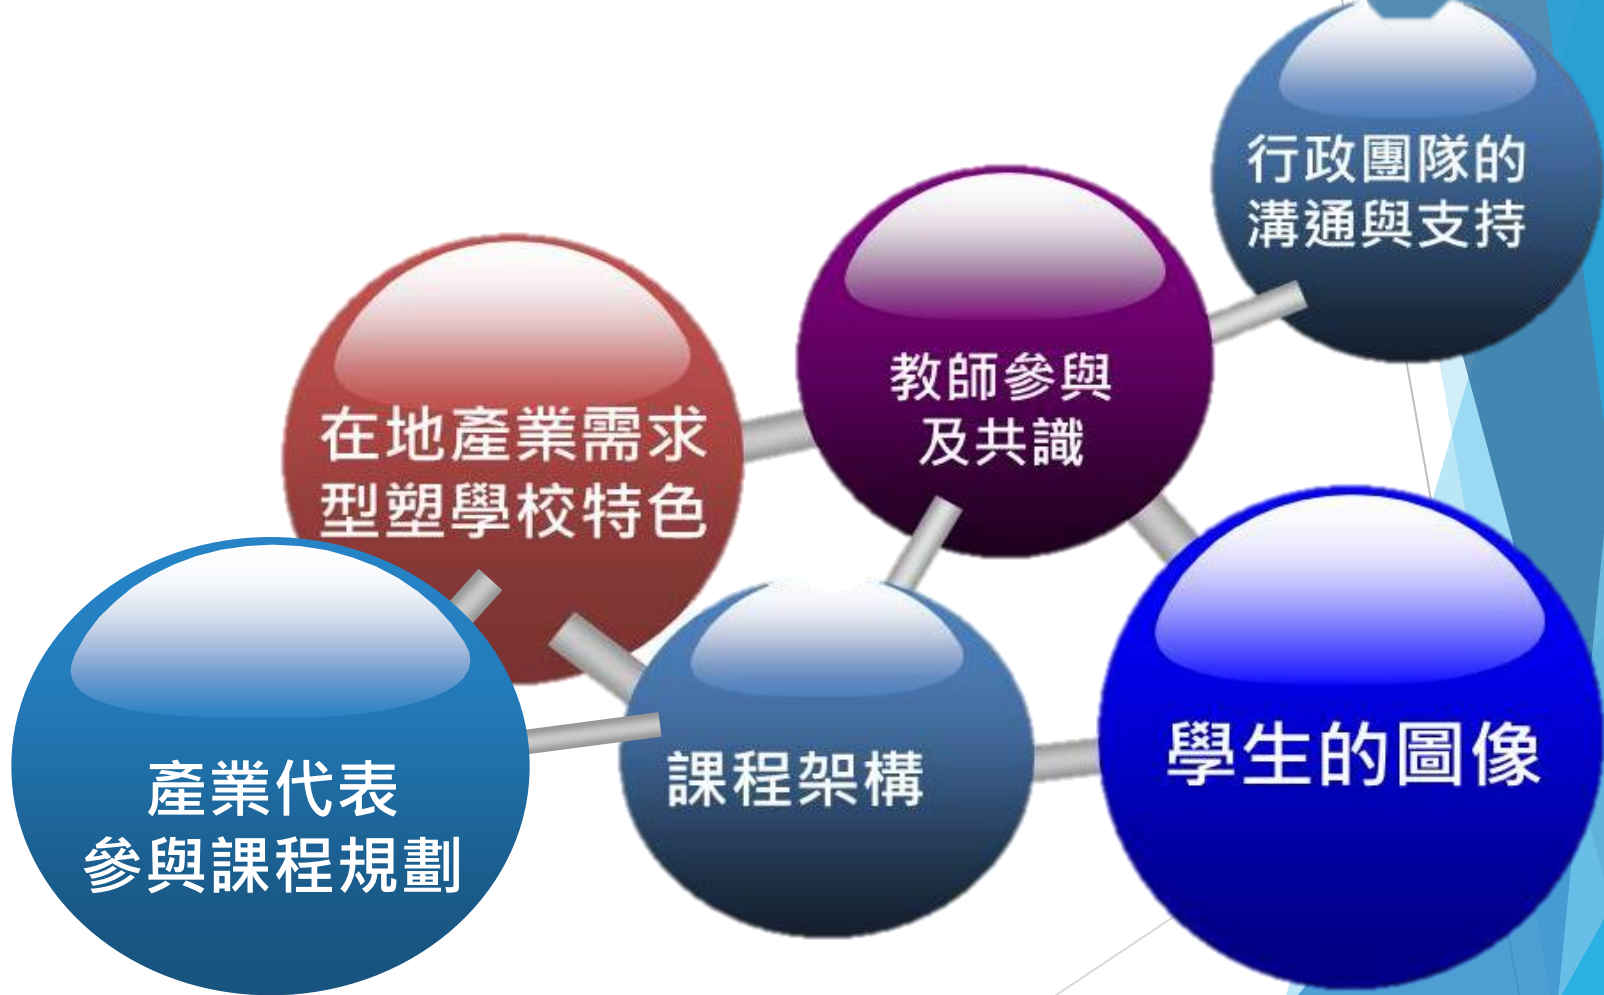 行政團隊的
溝通與支持
教師參與
及共識
在地產業需求
型塑學校特色
學生的圖像
課程架構
產業代表
參與課程規劃